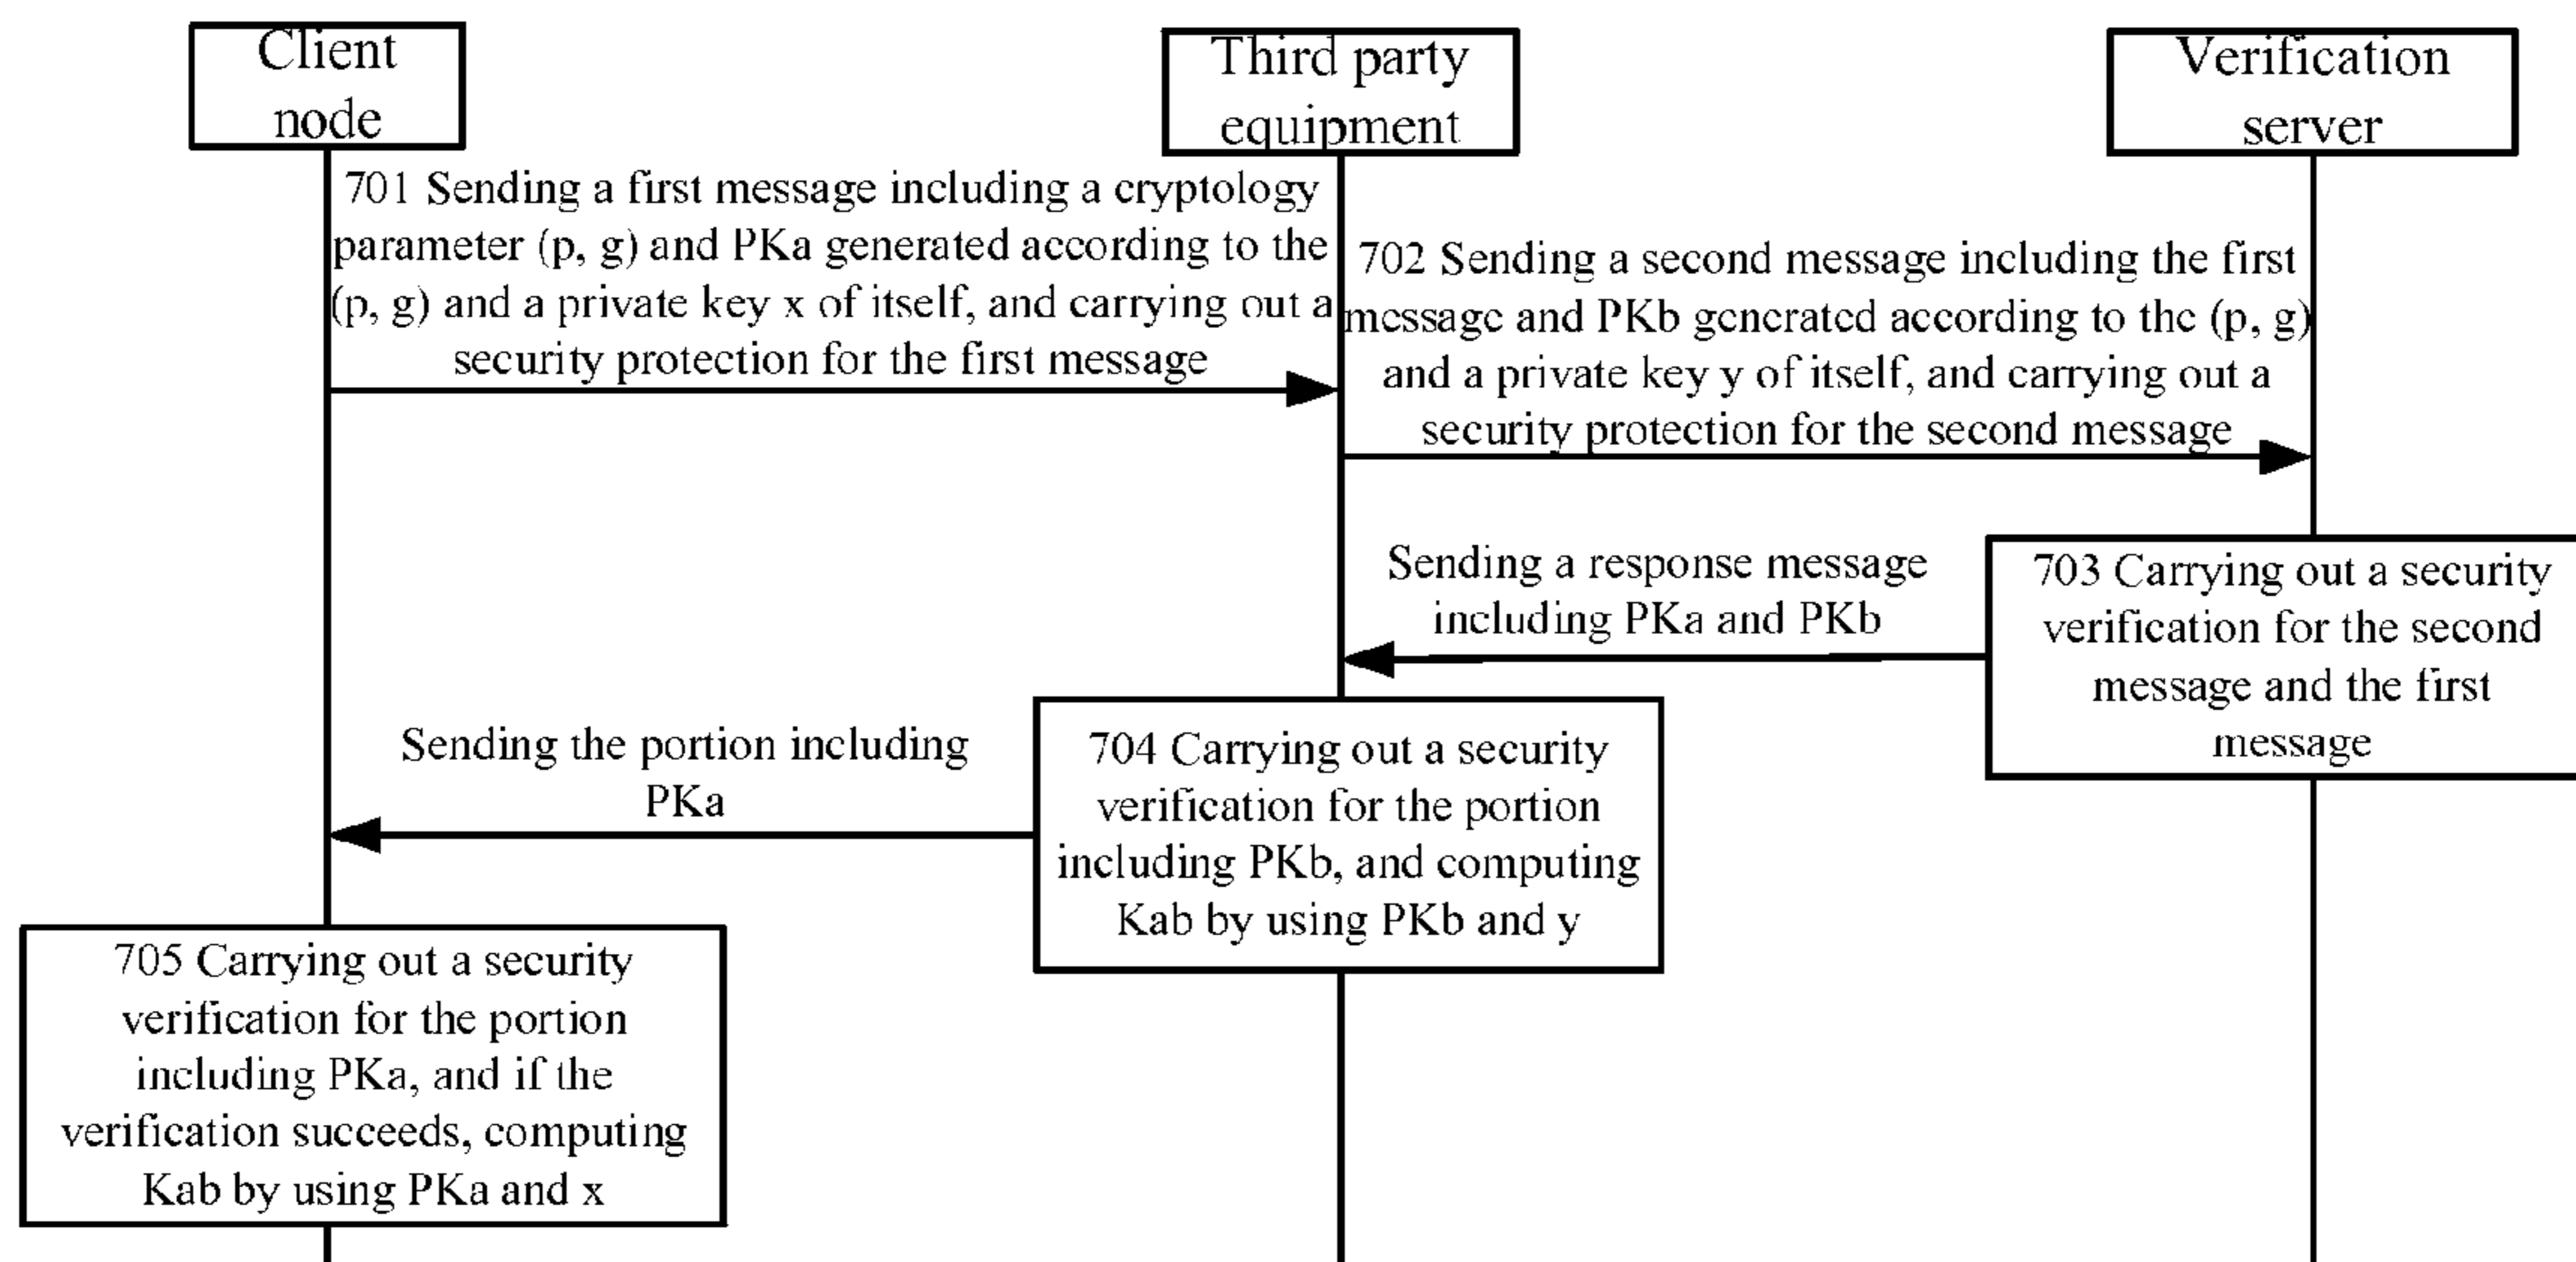 Client
node
Third party
equipment
Verification
server
701 Sending a first message including a cryptology
parameter (p, g) and PKa generated according to the
(p, g) and a private key x of itself, and carrying out a
security protection for the first message
702 Sending a second message including the first
message and PKb generated according to the (p, g)
and a private key y of itself, and carrying out a
security protection for the second message
Sending a response message
including PKa and PKb
703 Carrying out a security
verification for the second
message and the first
message
Sending the portion including
PKa
704 Carrying out a security
verification for the portion
including PKb, and computing
Kab by using PKb and y
705 Carrying out a security
verification for the portion
including PKa, and if the
verification succeeds, computing
Kab by using PKa and x